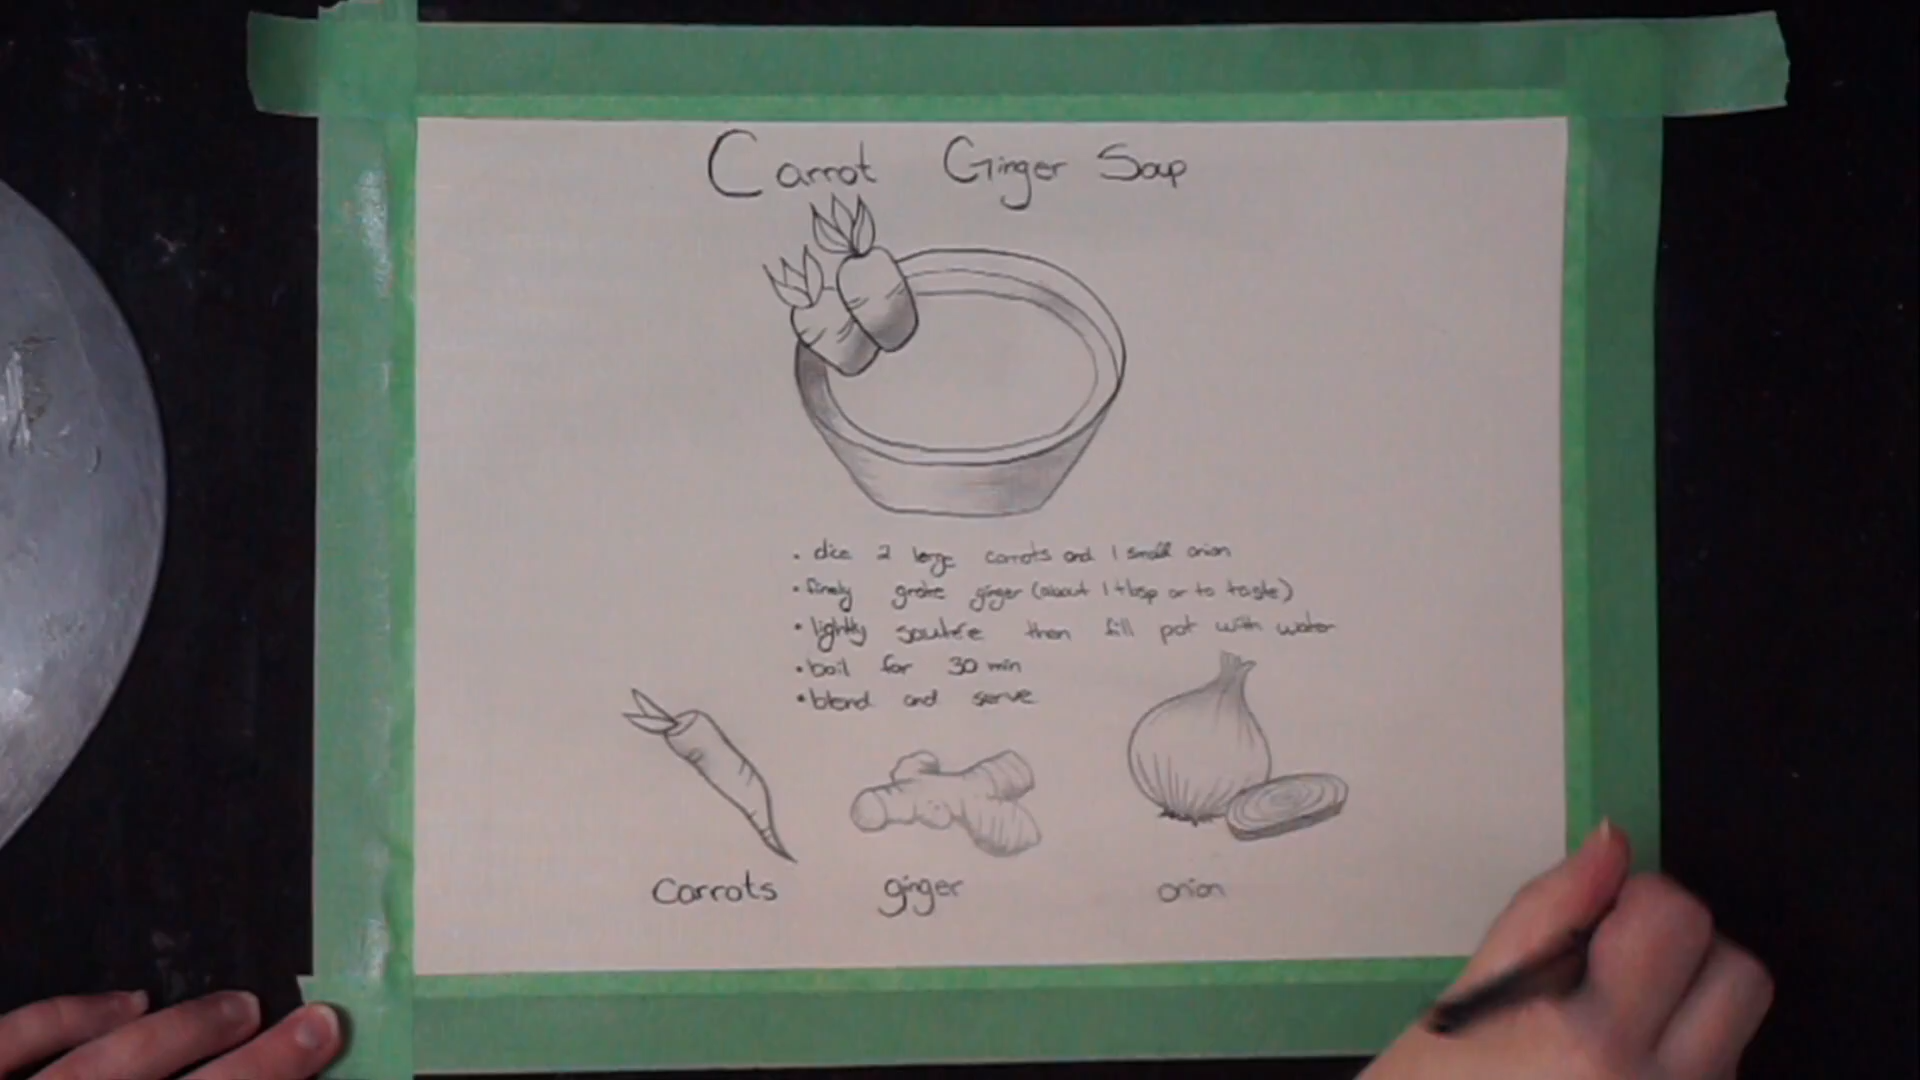 Carrot Ginger Soup
• dice 2 large carrots and 1 small onion
• finely grate ginger (about 1 tbsp or to taste)
• lightly sautée then fill pot with water
• boil for 30 min
• blend and serve
carrots ginger onion